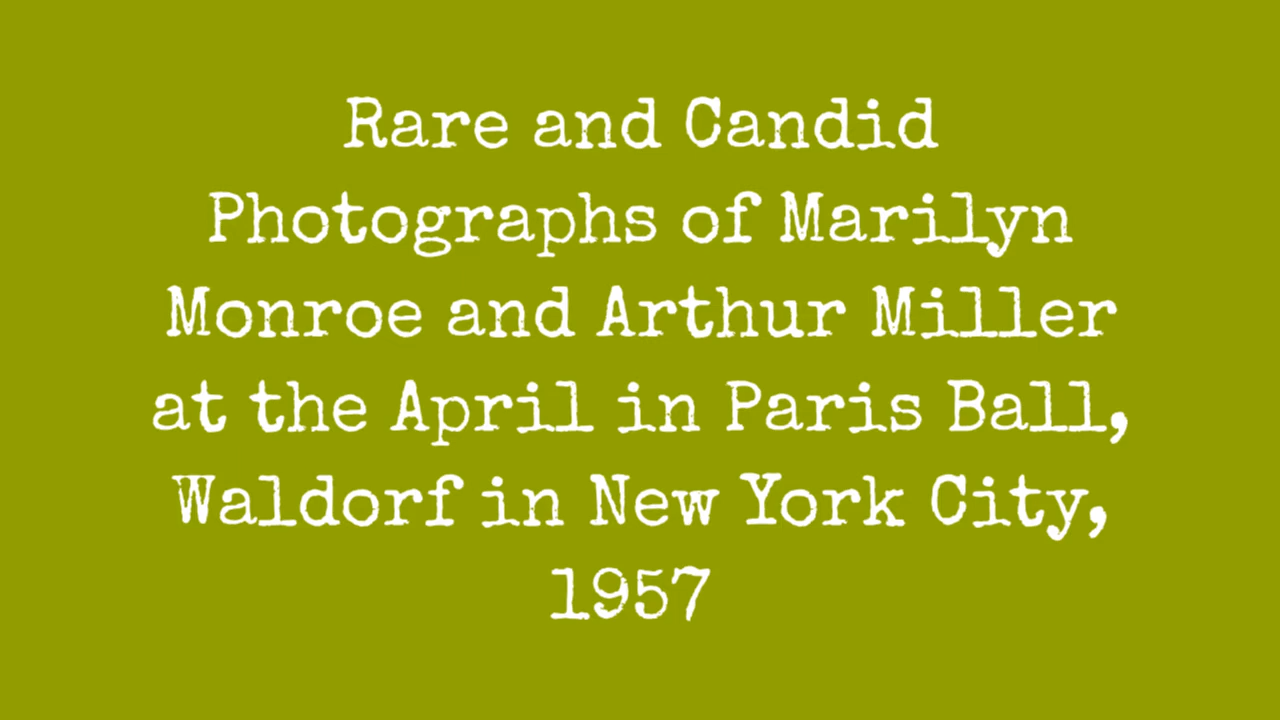 Rare and Candid
Photographs of Marilyn
Monroe and Arthur Miller
at the April in Paris Ball,
Waldorf in New York City,
1957